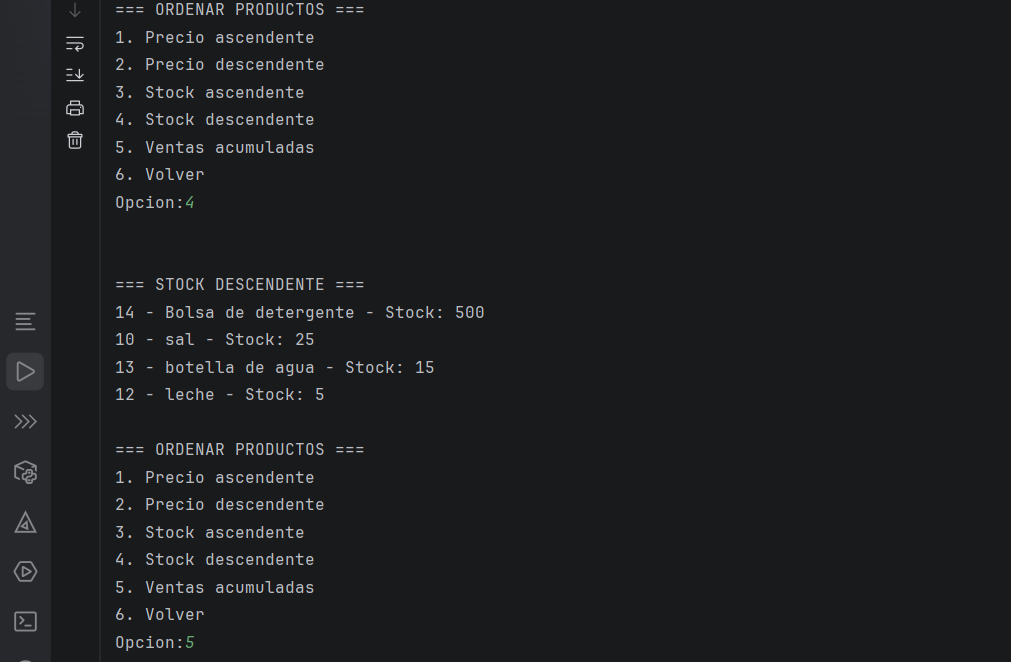 === ORDENAR PRODUCTOS ===
1. Precio ascendente
2. Precio descendente
3. Stock ascendente
4. Stock descendente
5. Ventas acumuladas
6. Volver
Opcion:4
=== STOCK DESCENDENTE ===
14 - Bolsa de detergente - Stock: 500
10 - sal - Stock: 25
13 - botella de agua - Stock: 15
12 - leche - Stock: 5
=== ORDENAR PRODUCTOS ===
1. Precio ascendente
2. Precio descendente
3. Stock ascendente
4. Stock descendente
5. Ventas acumuladas
6. Volver
Opcion:5